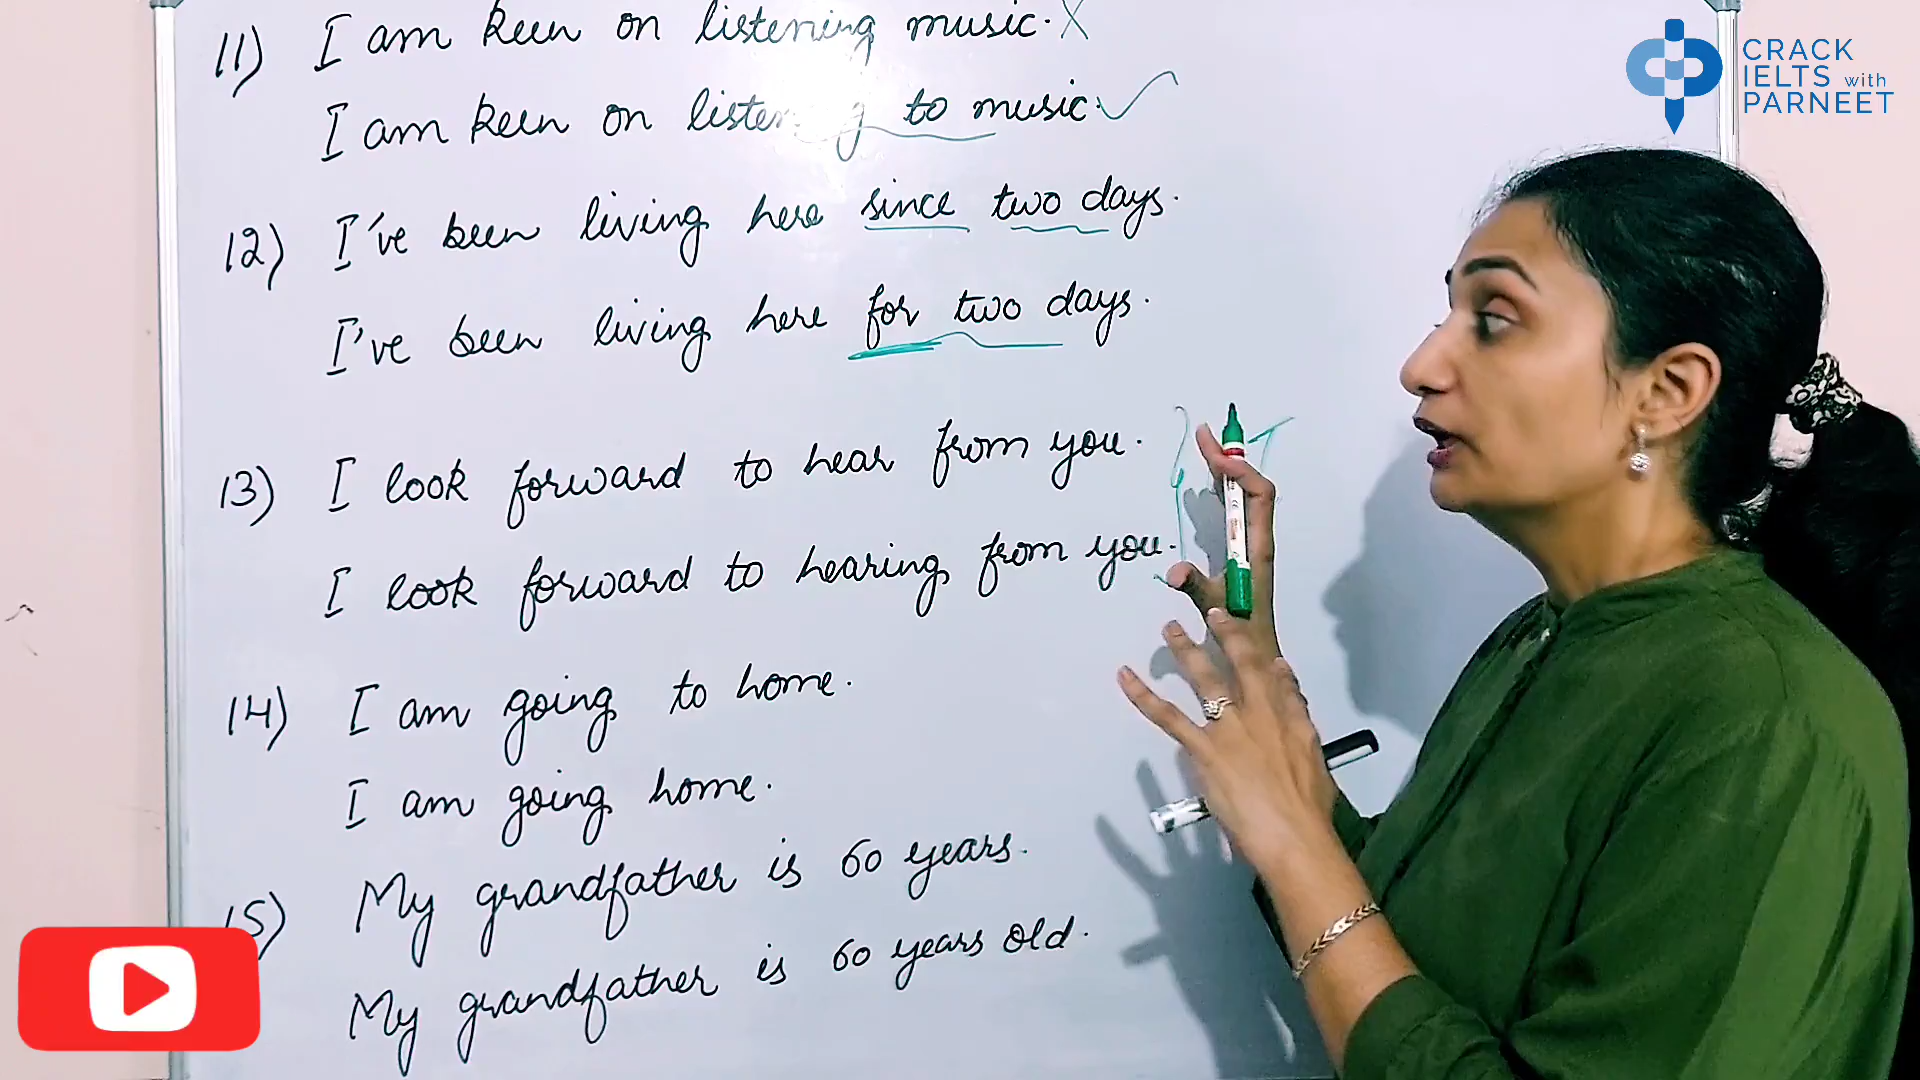 11) I am keen on listening music. X
I am keen on listening to music. ✓
12) I've been living here since two days.
I've been living here for two days.
13) I look forward to hear from you.
I look forward to hearing from you.
14) I am going to home.
I am going home.
15) My grandfather is 60 years.
My grandfather is 60 years old.
CRACK
IELTS with
PARNEET